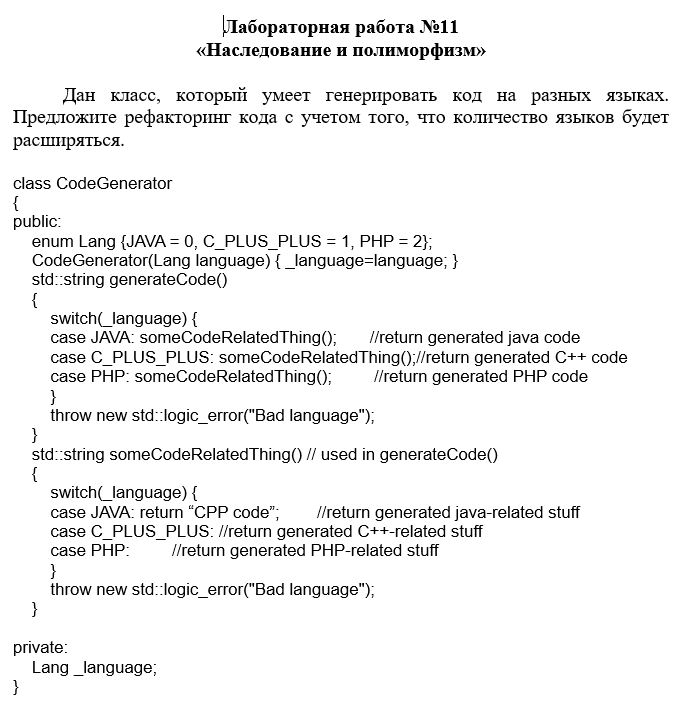 Лабораторная работа №11
«Наследование и полиморфизм»
Дан класс, который умеет генерировать код на разных языках.
Предложите рефакторинг кода с учетом того, что количество языков будет
расширяться.
class CodeGenerator
{
public:
enum Lang {JAVA = 0, C_PLUS_PLUS = 1, PHP = 2};
CodeGenerator(Lang language) { _language=language; }
std::string generateCode()
{
switch(_language) {
case JAVA: someCodeRelatedThing(); //return generated java code
case C_PLUS_PLUS: someCodeRelatedThing();//return generated C++ code
case PHP: someCodeRelatedThing(); //return generated PHP code
}
throw new std::logic_error("Bad language");
}
std::string someCodeRelatedThing() // used in generateCode()
{
switch(_language) {
case JAVA: return “CPP code”; //return generated java-related stuff
case C_PLUS_PLUS: //return generated C++-related stuff
case PHP: //return generated PHP-related stuff
}
throw new std::logic_error("Bad language");
}
private:
Lang _language;
}